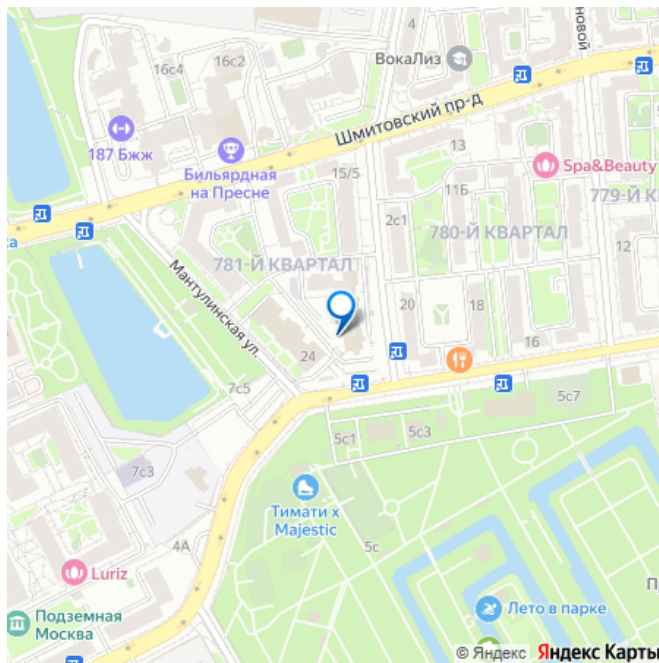 новой
ВокаЛиз
16с4
16с2
Шмитовский пр-д
187 Бжж
Бильярдная
на Пресне
13
15/5
Spa&Beauty
11Б
779-Й К
2с1
780-Й КВАРТАЛ
12
ка
781-Й КВАРТАЛ
Мантулинская ул.
20
18
16
24
7с5
5с7
5с1
5с3
7с3
Тимати х
Majestic
4А
5с
Luriz
Лето в парке
П
Подземная
Москва
© Яндекс Яндекс Карты